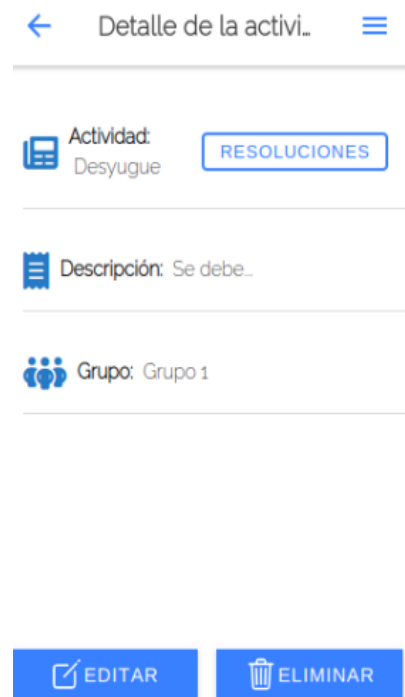 Detalle de la activi...
Actividad:
Desyugue
RESOLUCIONES
Descripción: Se debe...
Grupo: Grupo 1
EDITAR
ELIMINAR